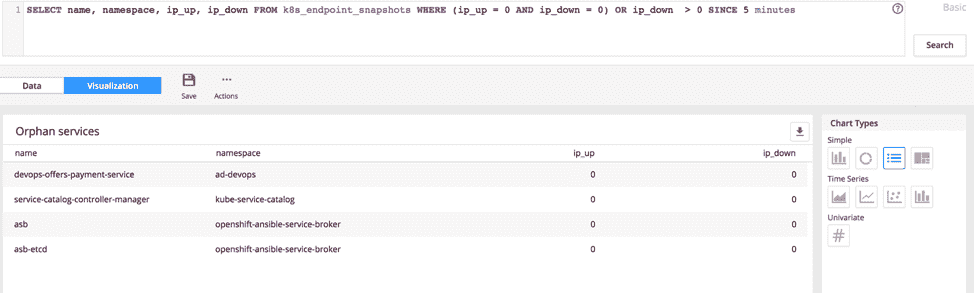 1 SELECT name, namespace, ip_up, ip_down FROM k8s_endpoint_snapshots WHERE (ip_up = 0 AND ip_down = 0) OR ip_down > 0 SINCE 5 minutes
?
Basic
Search
Data Visualization Save Actions
Orphan services
name namespace ip_up ip_down
devops-offers-payment-service ad-devops 0 0
service-catalog-controller-manager kube-service-catalog 0 0
asb openshift-ansible-service-broker 0 0
asb-etcd openshift-ansible-service-broker 0 0
Chart Types
Simple
Time Series
Univariate
#